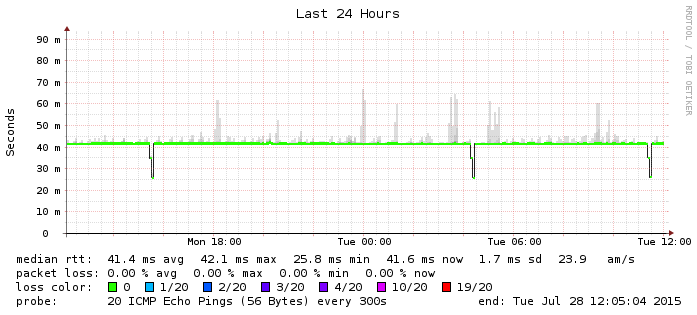 Last 24 Hours
RRDTOOL / TOBI OETIKER
Seconds
90 m
80 m
70 m
60 m
50 m
40 m
30 m
20 m
10 m
0
Mon 18:00 Tue 00:00 Tue 06:00 Tue 12:00
median rtt: 41.4 ms avg 42.1 ms max 25.8 ms min 41.6 ms now 1.7 ms sd 23.9 am/s
packet loss: 0.00 % avg 0.00 % max 0.00 % min 0.00 % now
loss color: 0 1/20 2/20 3/20 4/20 10/20 19/20
probe: 20 ICMP Echo Pings (56 Bytes) every 300s end: Tue Jul 28 12:05:04 2015